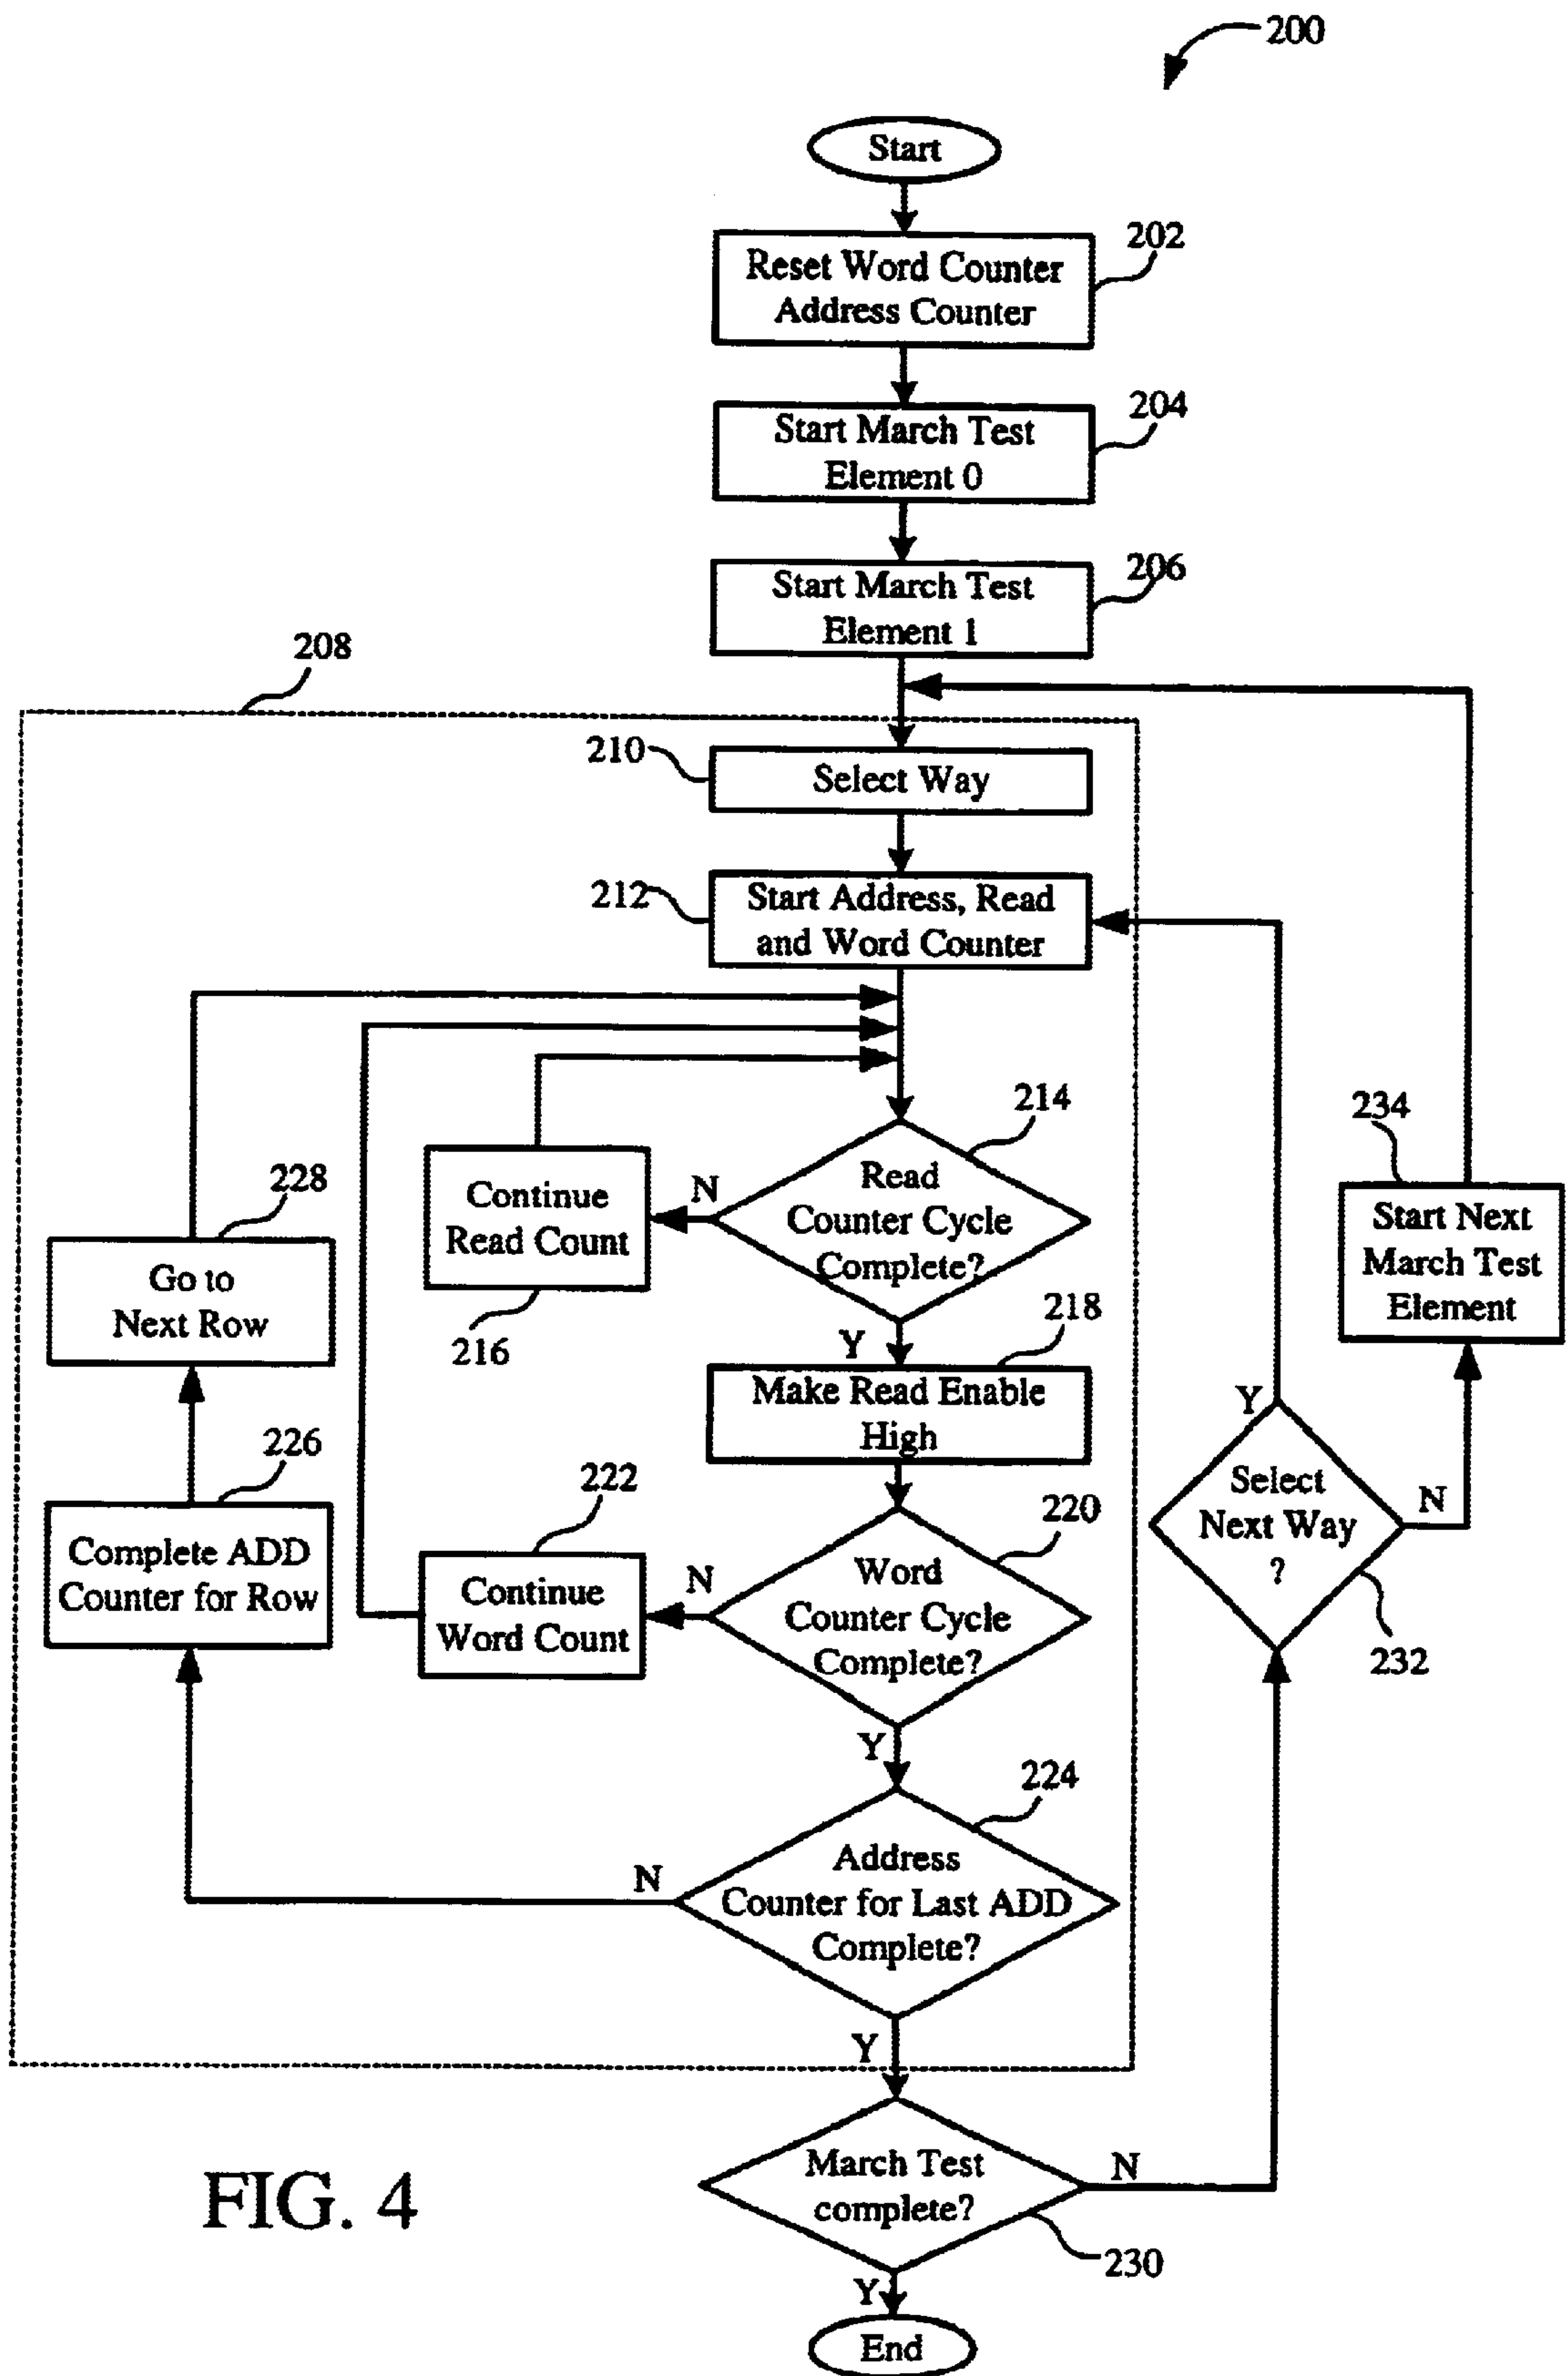 200
Start
202
Reset Word Counter
Address Counter
204
Start March Test
Element 0
206
Start March Test
Element 1
208
210
Select Way
212
Start Address, Read
and Word Counter
214
Read
Counter Cycle
Complete?
N
Continue
Read Count
216
234
Start Next
March Test
Element
228
Go to
Next Row
Y
218
Make Read Enable
High
226
Complete ADD
Counter for Row
222
Continue
Word Count
N
220
Word
Counter Cycle
Complete?
Y
Select
Next Way
?
N
232
Y
224
Address
Counter for Last ADD
Complete?
N
Y
March Test
complete?
N
230
Y
End
FIG. 4